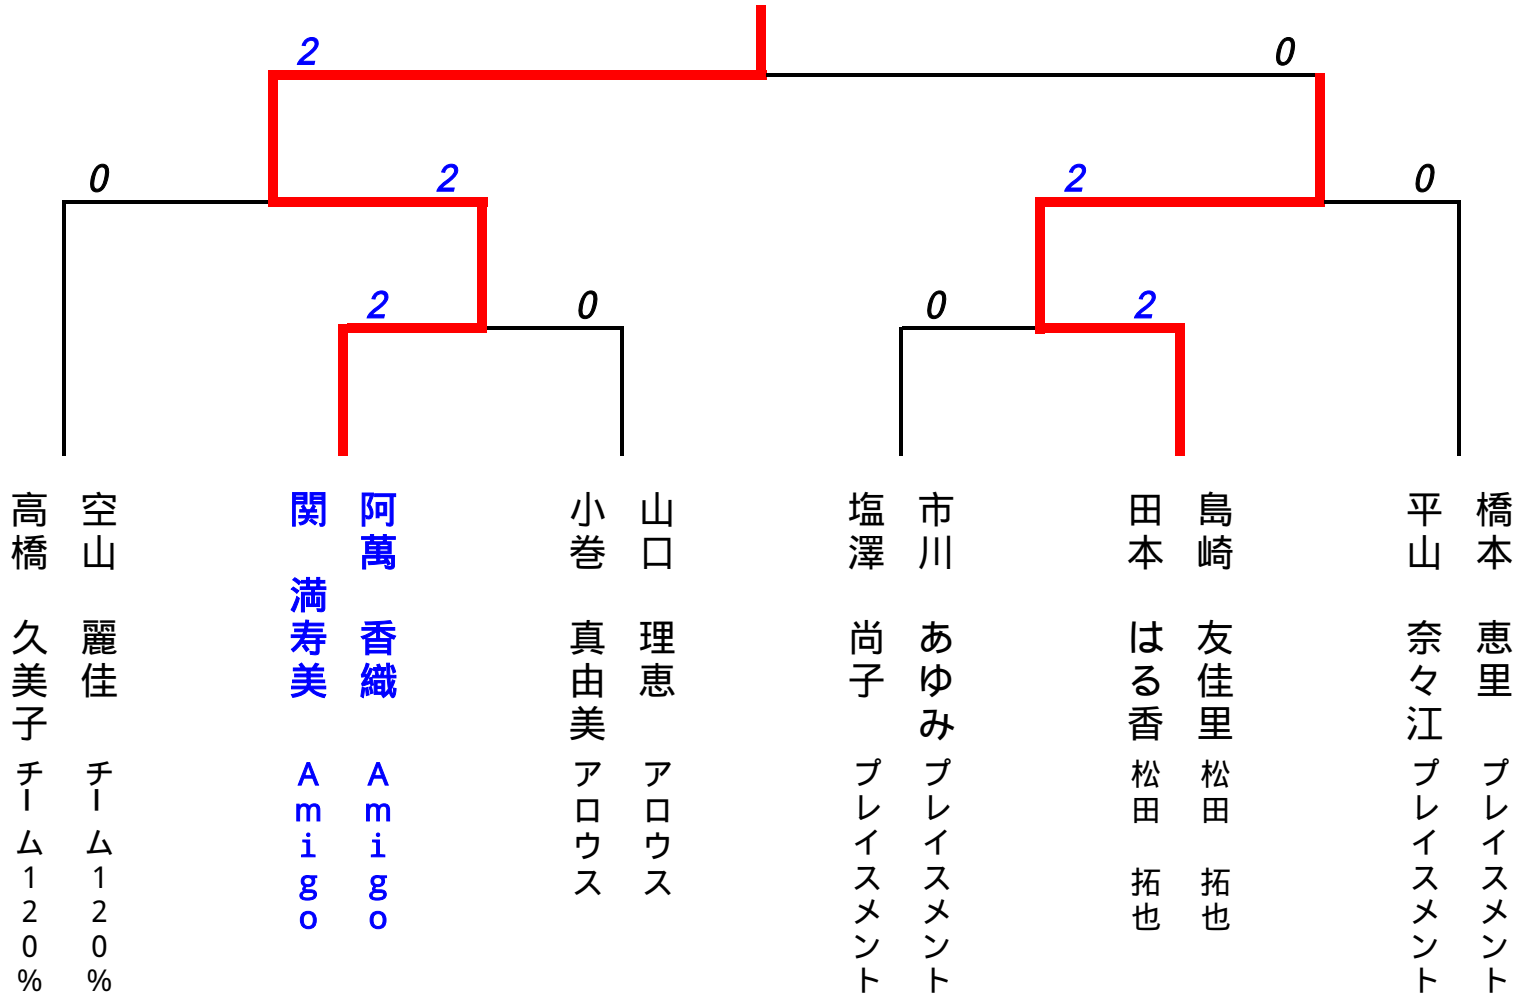 2 0
0 2 2 0
2 0 0 2
高橋 久美子 チーム120%
空山 麗佳 チーム120%
関 満寿美 Amigo
阿萬 香織 Amigo
小巻 真由美 アロウス
山口 理恵 アロウス
塩澤 尚子 プレイスメント
市川 あゆみ プレイスメント
田本 はる香 松田 拓也
島崎 友佳里 松田 拓也
平山 奈々江 プレイスメント
橋本 恵里 プレイスメント